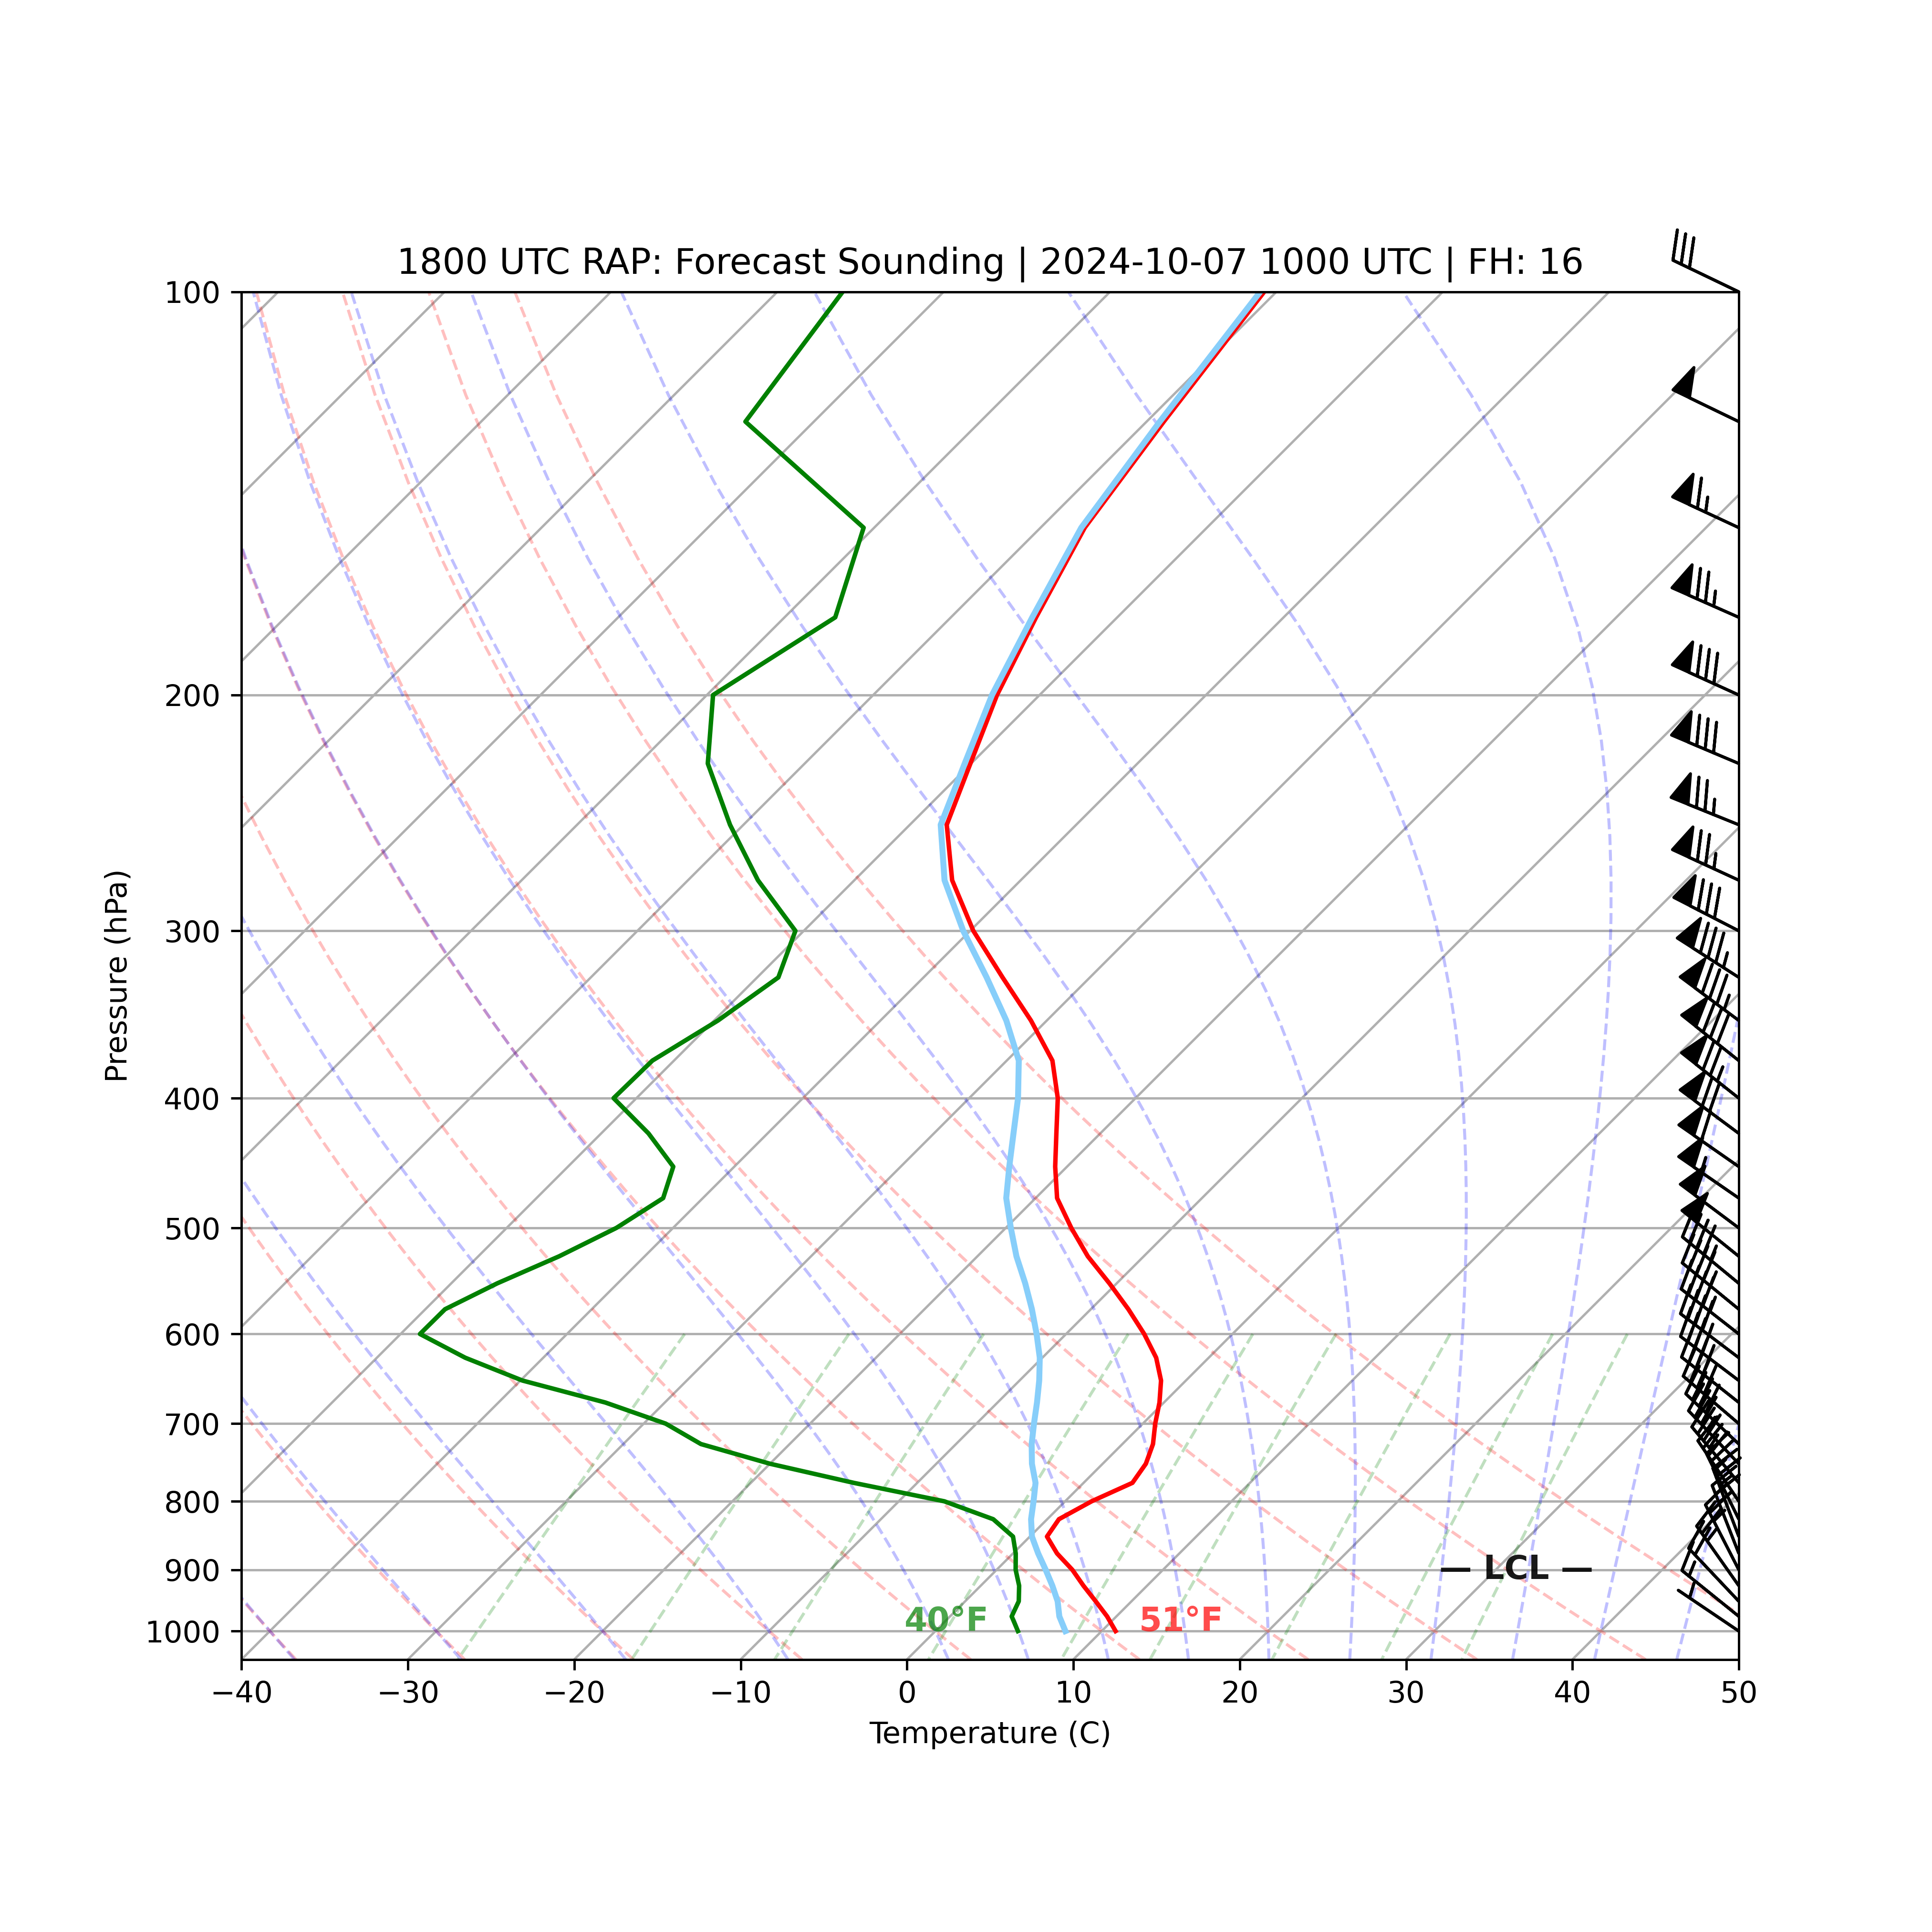 1800 UTC RAP: Forecast Sounding | 2024-10-07 1000 UTC | FH: 16
100
200
300
400
500
600
700
800
900
1000
Pressure (hPa)
— LCL —
40°F
51°F
−40 −30 −20 −10 0 10 20 30 40 50
Temperature (C)